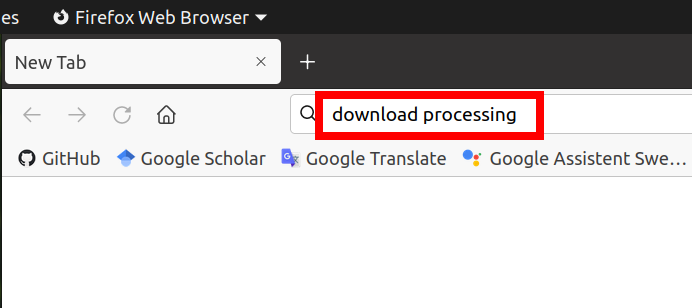 es Firefox Web Browser
New Tab
download processing
GitHub Google Scholar Google Translate Google Assistent Swe...